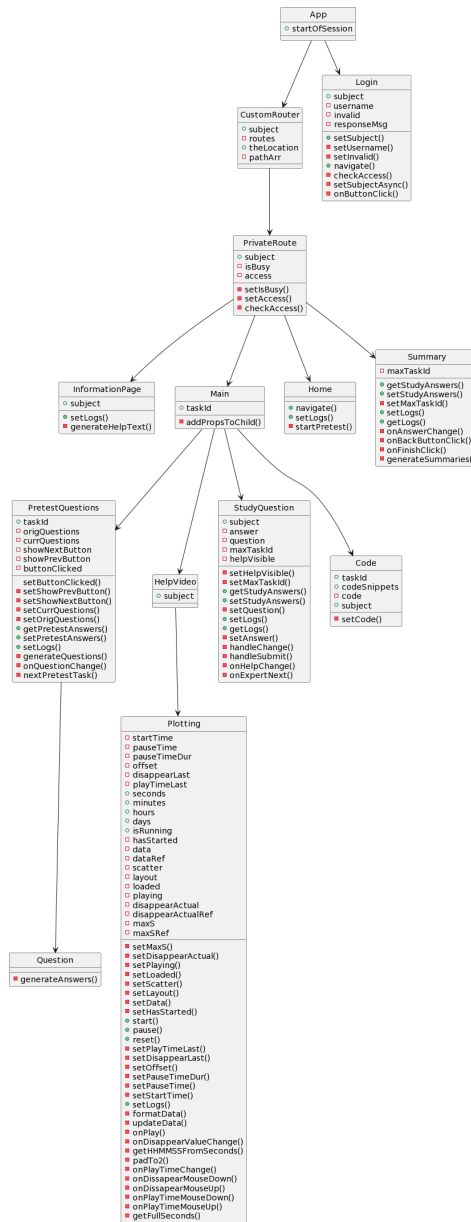 App
startOfSession
Login
subject
username
invalid
responseMsg
setSubject()
setUsername()
setInvalid()
navigate()
checkAccess()
setSubjectAsync()
onButtonClick()
CustomRouter
subject
routes
theLocation
pathArr
PrivateRoute
subject
isBusy
access
setIsBusy()
setAccess()
checkAccess()
InformationPage
subject
setLogs()
generateHelpText()
Main
taskId
addPropsToChild()
Home
navigate()
setLogs()
startPretest()
Summary
maxTaskId
getStudyAnswers()
setStudyAnswers()
setMaxTaskId()
setLogs()
getLogs()
onAnswerChange()
onBackButtonClick()
onFinishClick()
generateSummaries()
PretestQuestions
taskId
origQuestions
currQuestions
showNextButton
showPrevButton
buttonClicked
setButtonClicked()
setShowPrevButton()
setShowNextButton()
setCurrQuestions()
setOrigQuestions()
getPretestAnswers()
setPretestAnswers()
setLogs()
generateQuestions()
onQuestionChange()
nextPretestTask()
HelpVideo
subject
StudyQuestion
subject
answer
question
maxTaskId
helpVisible
setHelpVisible()
setMaxTaskId()
getStudyAnswers()
setStudyAnswers()
setQuestion()
setLogs()
getLogs()
setAnswer()
handleChange()
handleSubmit()
onHelpChange()
onExpertNext()
Code
taskId
codeSnippets
code
subject
setCode()
Plotting
startTime
pauseTime
pauseTimeDur
offset
disappearLast
playTimeLast
seconds
minutes
hours
days
isRunning
hasStarted
data
dataRef
scatter
layout
loaded
playing
disappearActual
disappearActualRef
maxS
maxSRef
setMaxS()
setDisappearActual()
setPlaying()
setLoaded()
setScatter()
setLayout()
setData()
setHasStarted()
start()
pause()
reset()
setPlayTimeLast()
setDisappearLast()
setOffset()
setPauseTimeDur()
setPauseTime()
setStartTime()
setLogs()
formatData()
updateData()
onPlay()
onDisappearValueChange()
getHHMMSSFromSeconds()
padTo2()
onPlayTimeChange()
onDissapearMouseDown()
onDissapearMouseUp()
onPlayTimeMouseDown()
onPlayTimeMouseUp()
getFullSeconds()
Question
generateAnswers()